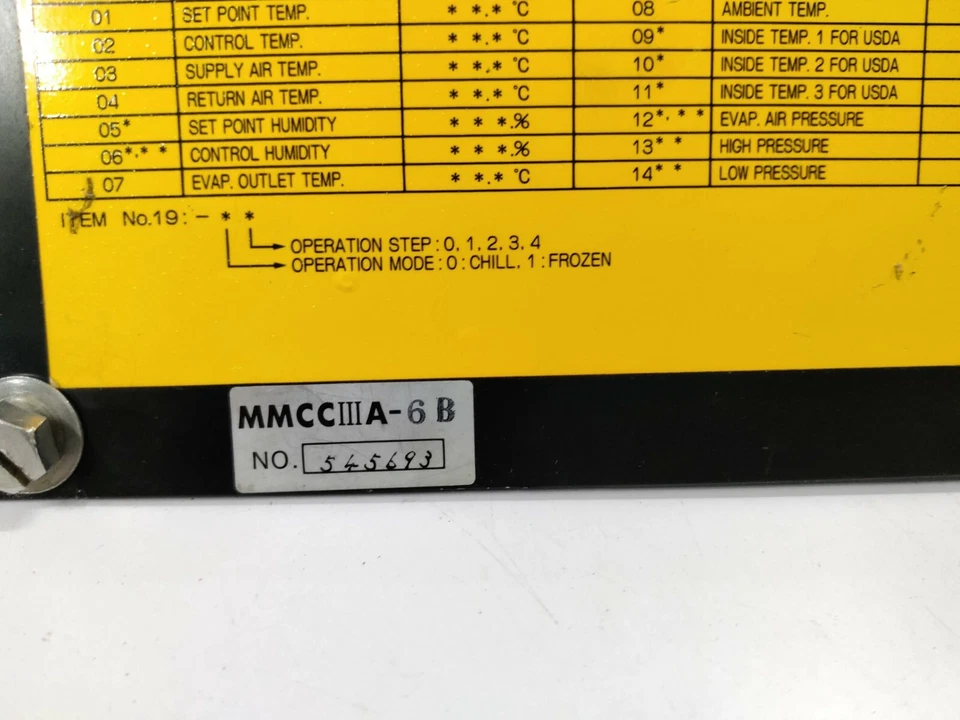 01 SET POINT TEMP. * *.* °C 08 AMBIENT TEMP.
02 CONTROL TEMP. * *.* °C 09* INSIDE TEMP. 1 FOR USDA
03 SUPPLY AIR TEMP. * *.* °C 10* INSIDE TEMP. 2 FOR USDA
04 RETURN AIR TEMP. * *.* °C 11* INSIDE TEMP. 3 FOR USDA
05* SET POINT HUMIDITY * * *.% 12*,* * EVAP. AIR PRESSURE
06*,* * CONTROL HUMIDITY * * *.% 13* * HIGH PRESSURE
07 EVAP. OUTLET TEMP. * *.* °C 14* * LOW PRESSURE
ITEM No.19: - * *
OPERATION STEP : 0, 1, 2, 3, 4
OPERATION MODE : 0 : CHILL, 1 : FROZEN
MMCCⅢA-6B
NO. 545693